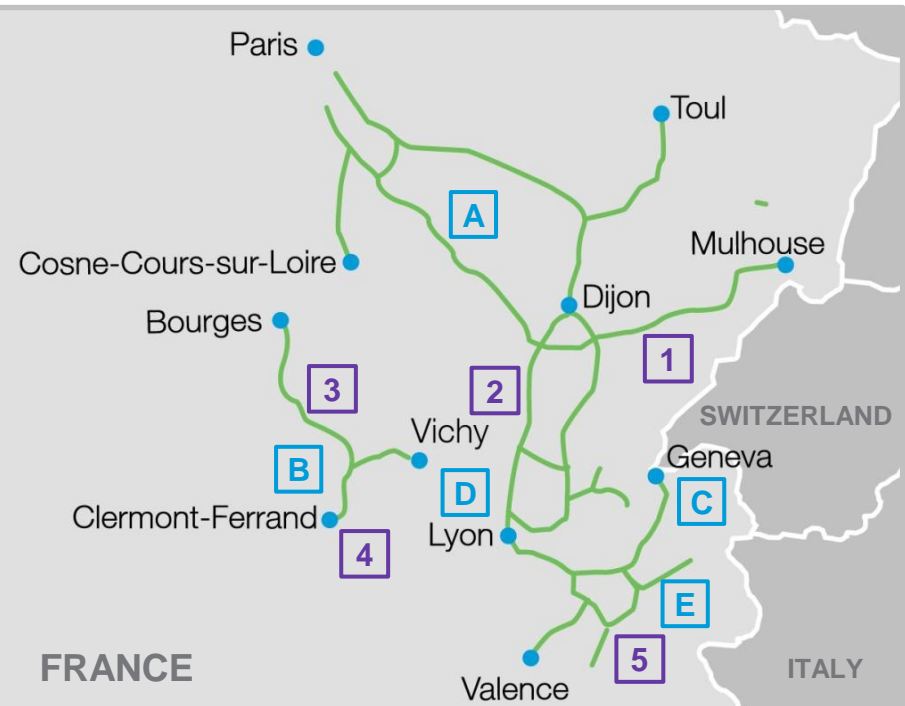 Paris
Toul
A
Mulhouse
Cosne-Cours-sur-Loire
Dijon
Bourges
1
2
3
SWITZERLAND
Vichy
Geneva
B
D
C
Clermont-Ferrand
Lyon
4
E
5
FRANCE
ITALY
Valence